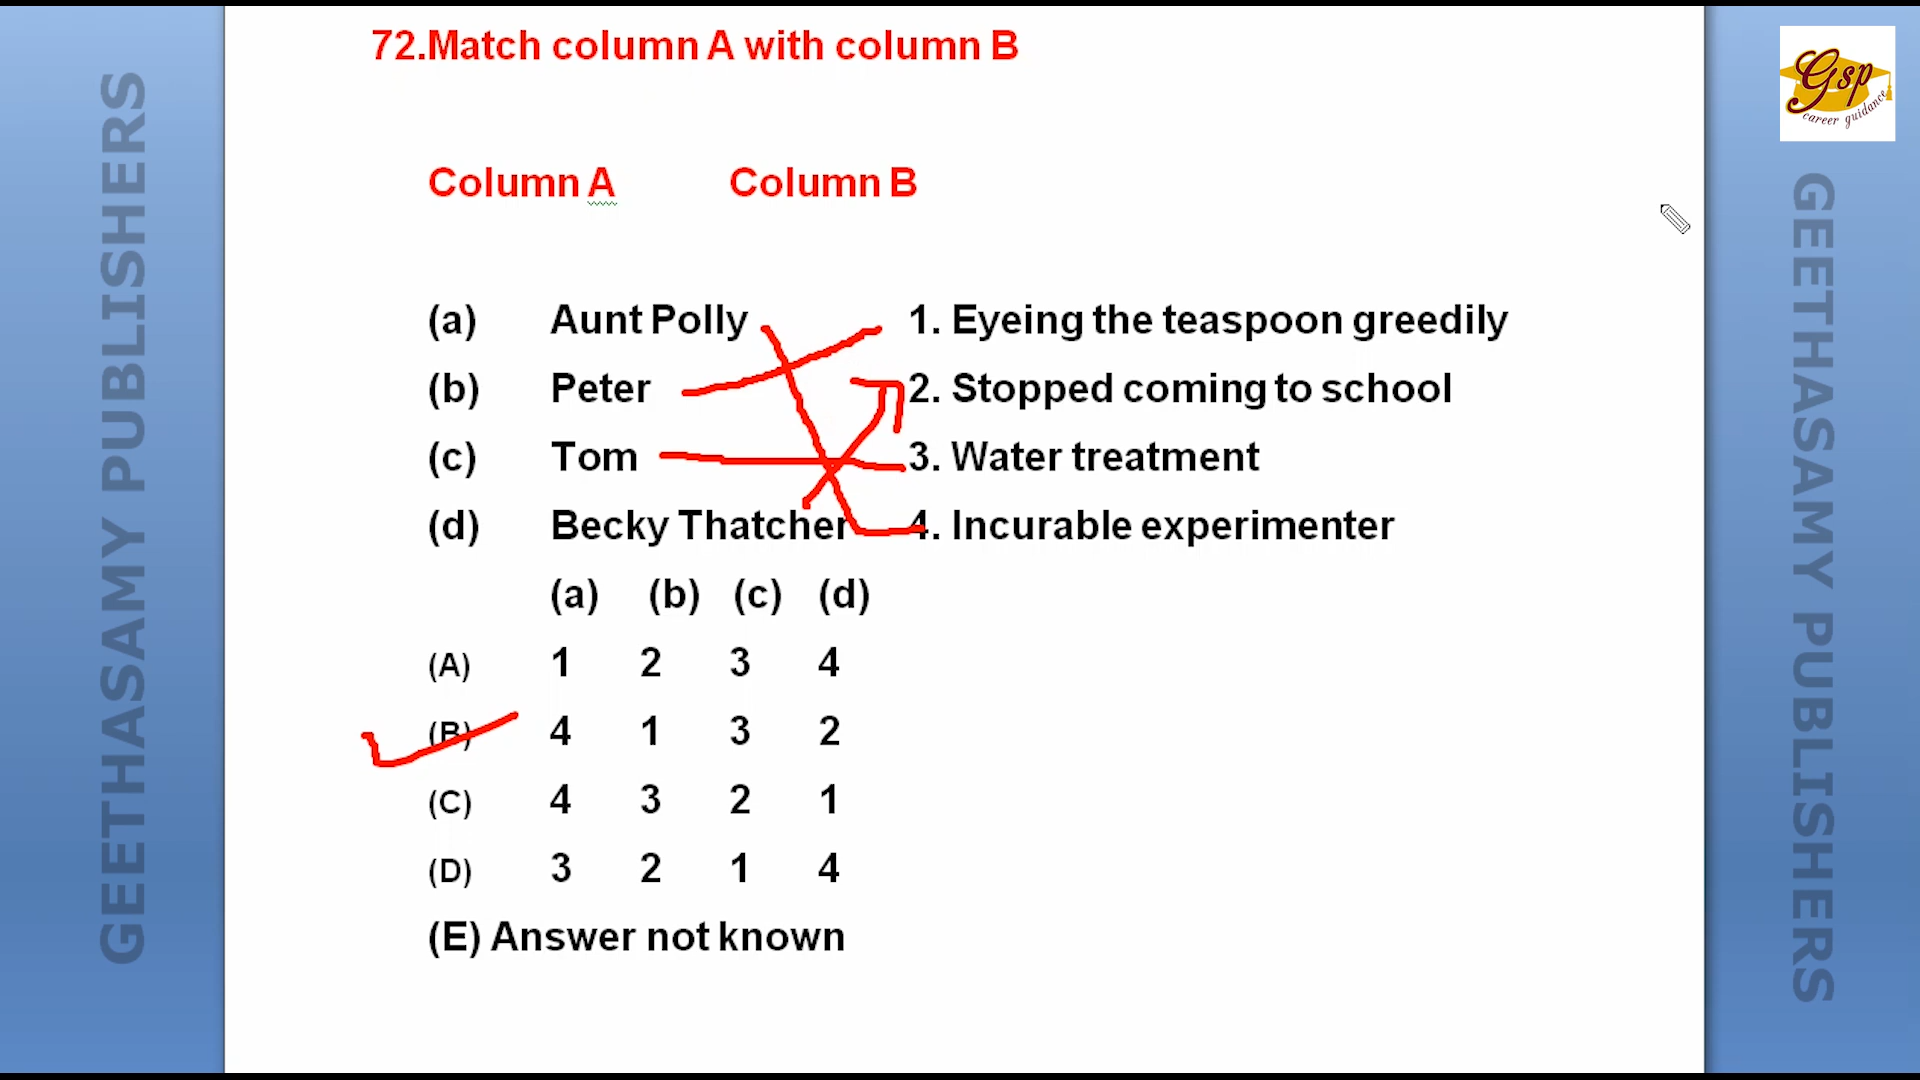 72.Match column A with column B
Column A Column B
(a) Aunt Polly 1. Eyeing the teaspoon greedily
(b) Peter 2. Stopped coming to school
(c) Tom 3. Water treatment
(d) Becky Thatcher 4. Incurable experimenter
(a) (b) (c) (d)
(A) 1 2 3 4
(B) 4 1 3 2
(C) 4 3 2 1
(D) 3 2 1 4
(E) Answer not known
GEETHASAMY PUBLISHERS
GEETHASAMY PUBLISHERS
Gsp
career guidance